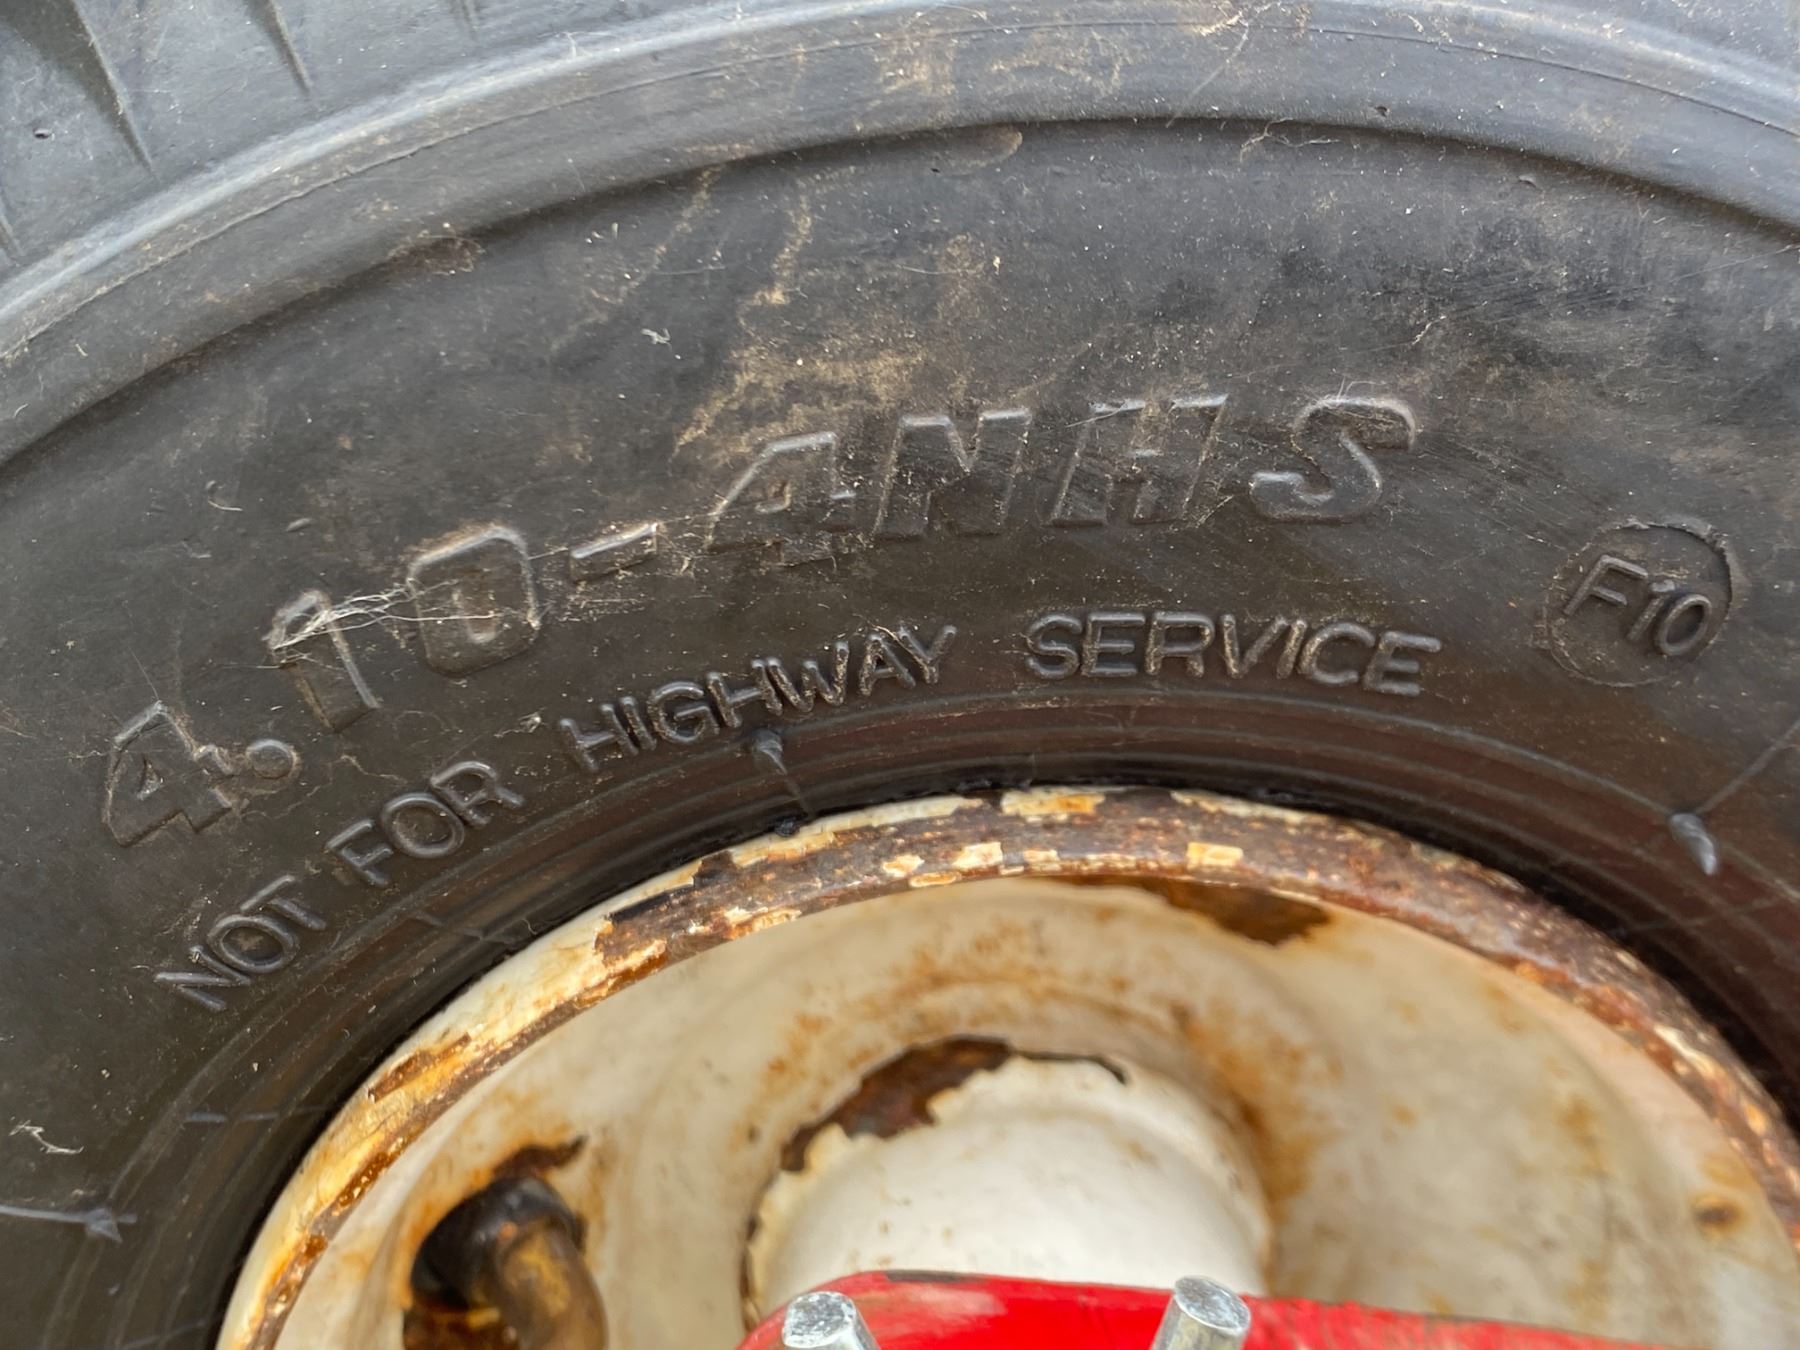 4.10-4NHS
NOT FOR HIGHWAY SERVICE
F10